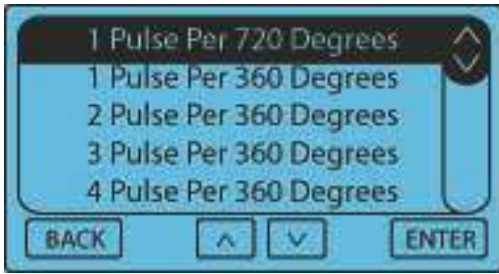 1 Pulse Per 720 Degrees
1 Pulse Per 360 Degrees
2 Pulse Per 360 Degrees
3 Pulse Per 360 Degrees
4 Pulse Per 360 Degrees
BACK ENTER